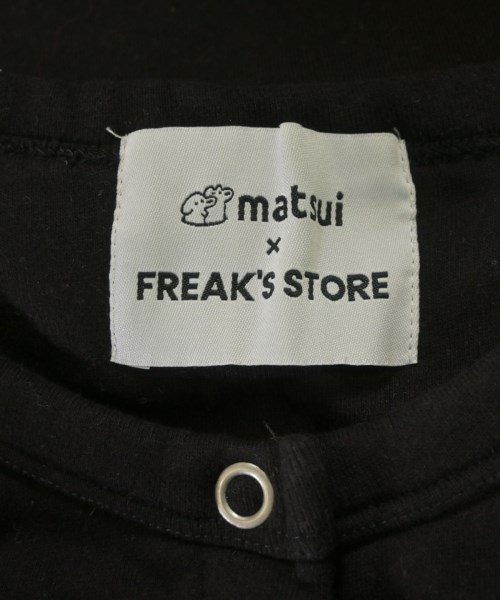 matsui
×
FREAK'S STORE